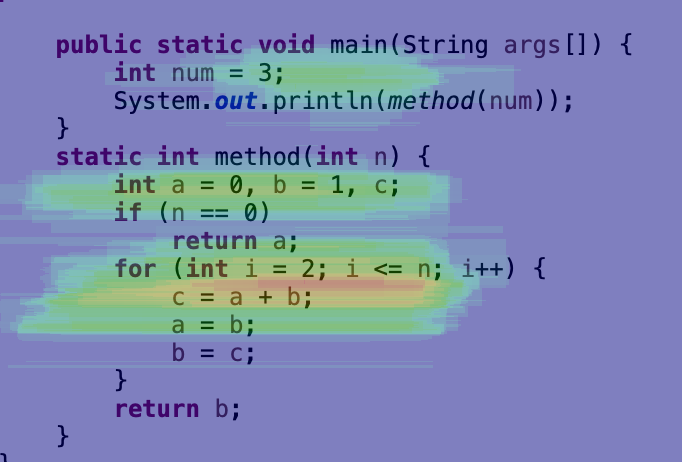 public static void main(String args[]) {
int num = 3;
System.out.println(method(num));
}
static int method(int n) {
int a = 0, b = 1, c;
if (n == 0)
return a;
for (int i = 2; i <= n; i++) {
c = a + b;
a = b;
b = c;
}
return b;
}
}